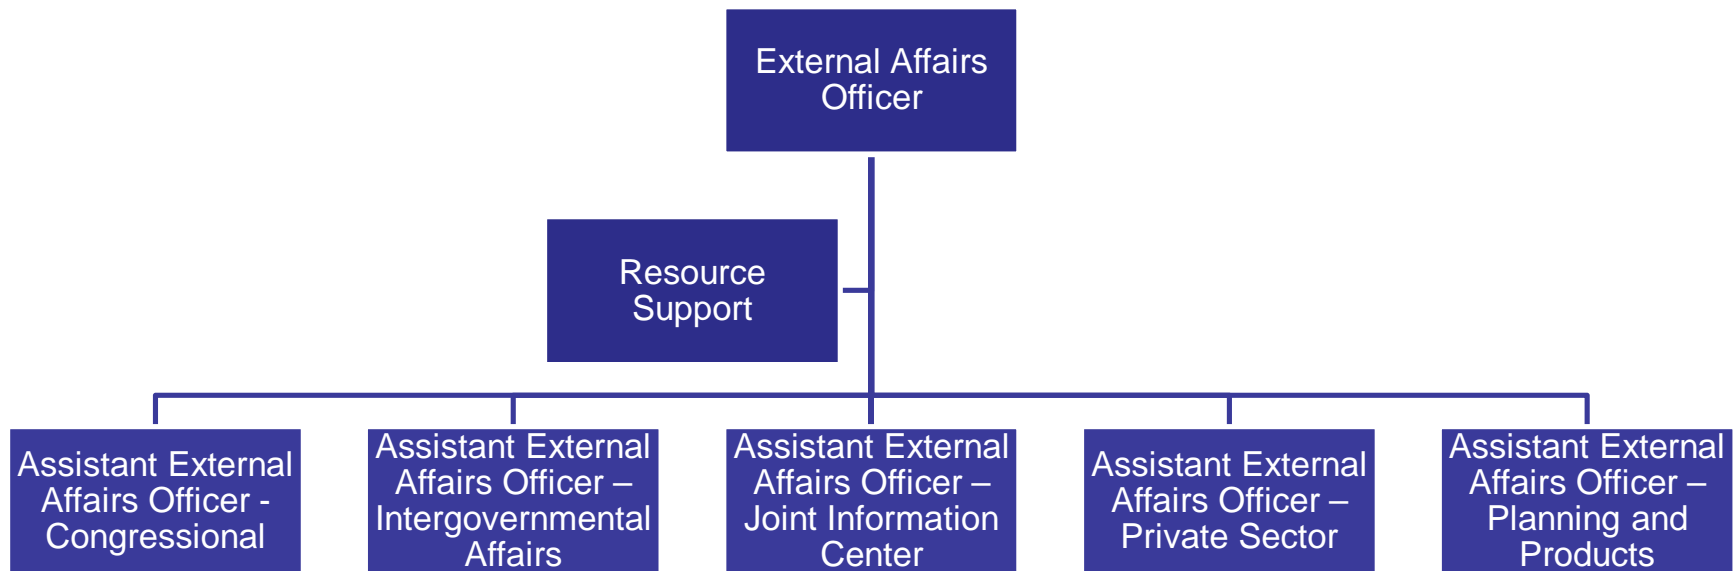 External Affairs
Officer
Resource
Support
Assistant External
Affairs Officer -
Congressional
Assistant External
Affairs Officer –
Intergovernmental
Affairs
Assistant External
Affairs Officer –
Joint Information
Center
Assistant External
Affairs Officer –
Private Sector
Assistant External
Affairs Officer –
Planning and
Products